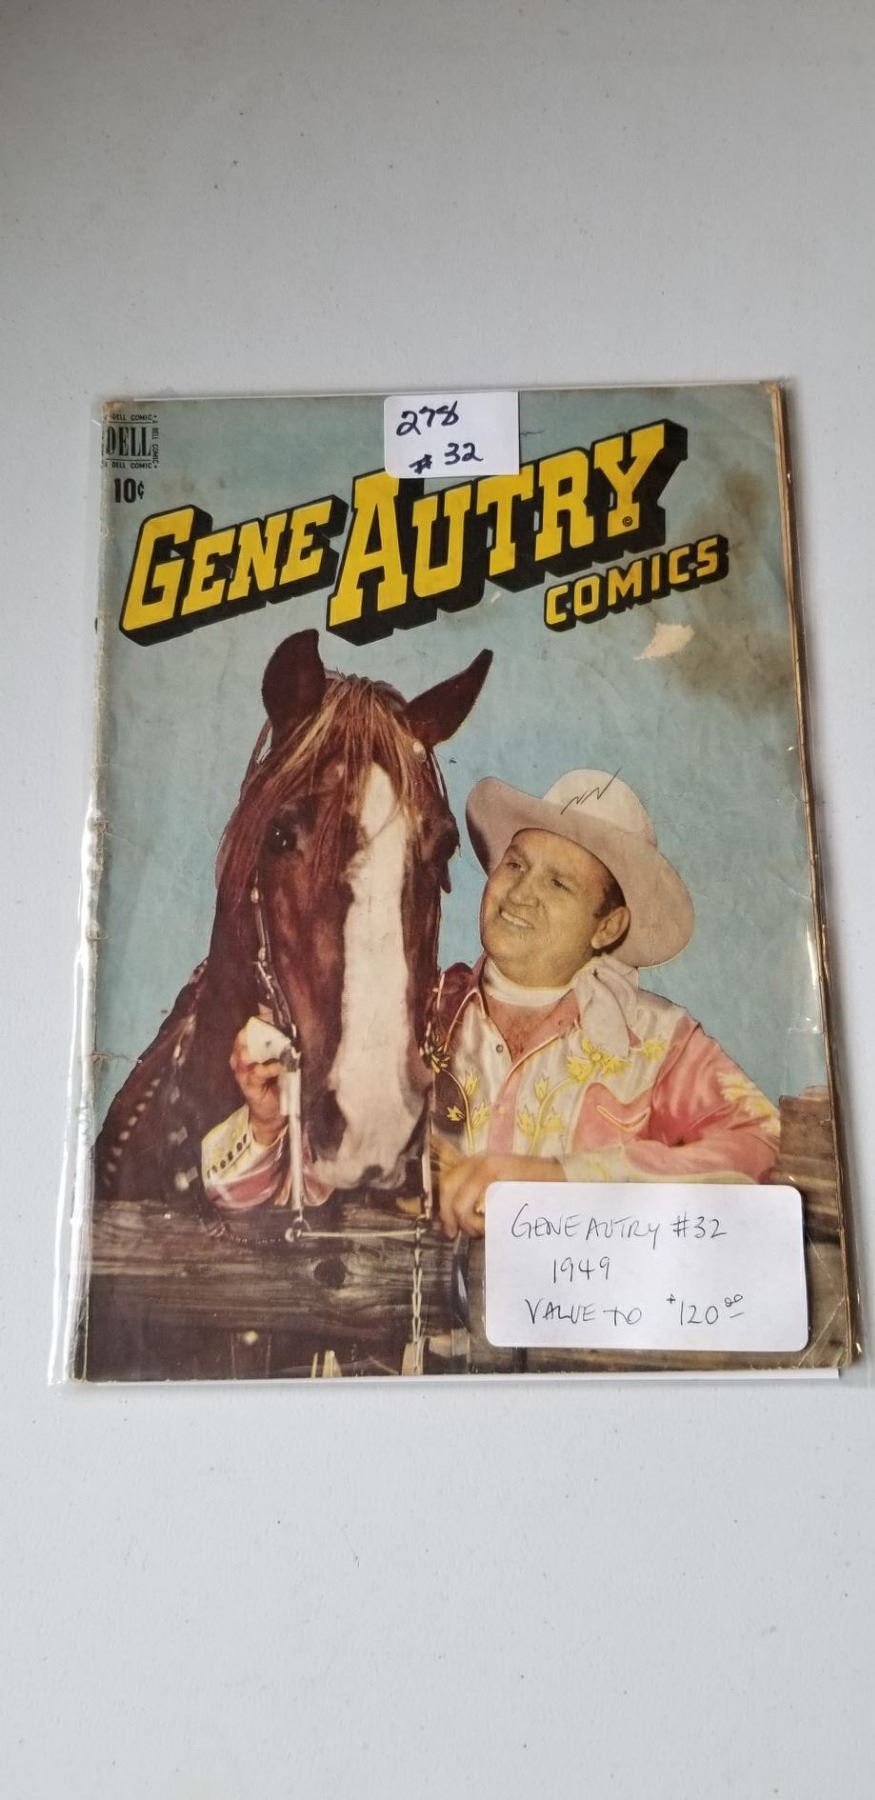 278
# 32
A DELL COMIC
DELL
A DELL COMIC
A DELL COMIC
10¢
GENE AUTRY
©
COMICS
GENE AUTRY #32
1949
VALUE TO $120.00